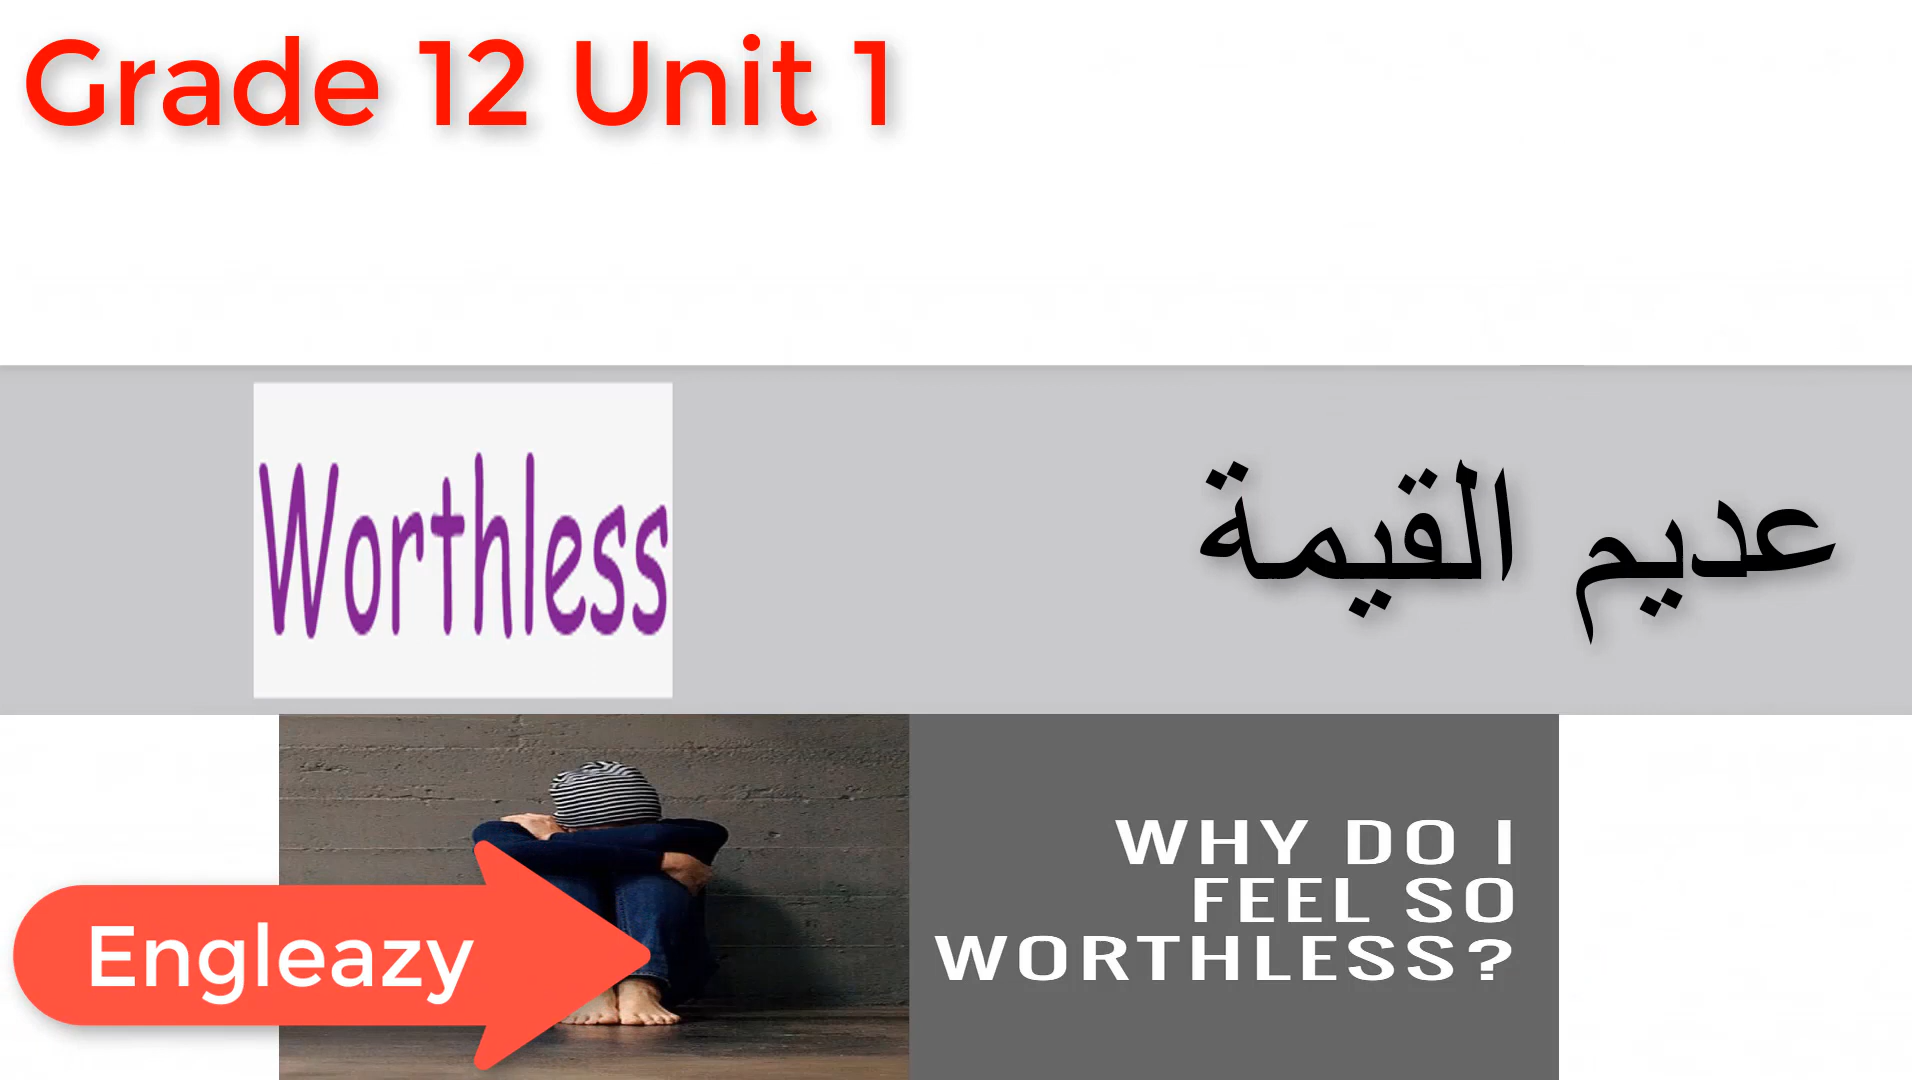 Grade 12 Unit 1
Worthless
عديم القيمة
WHY DO I
FEEL SO
WORTHLESS?
Engleazy